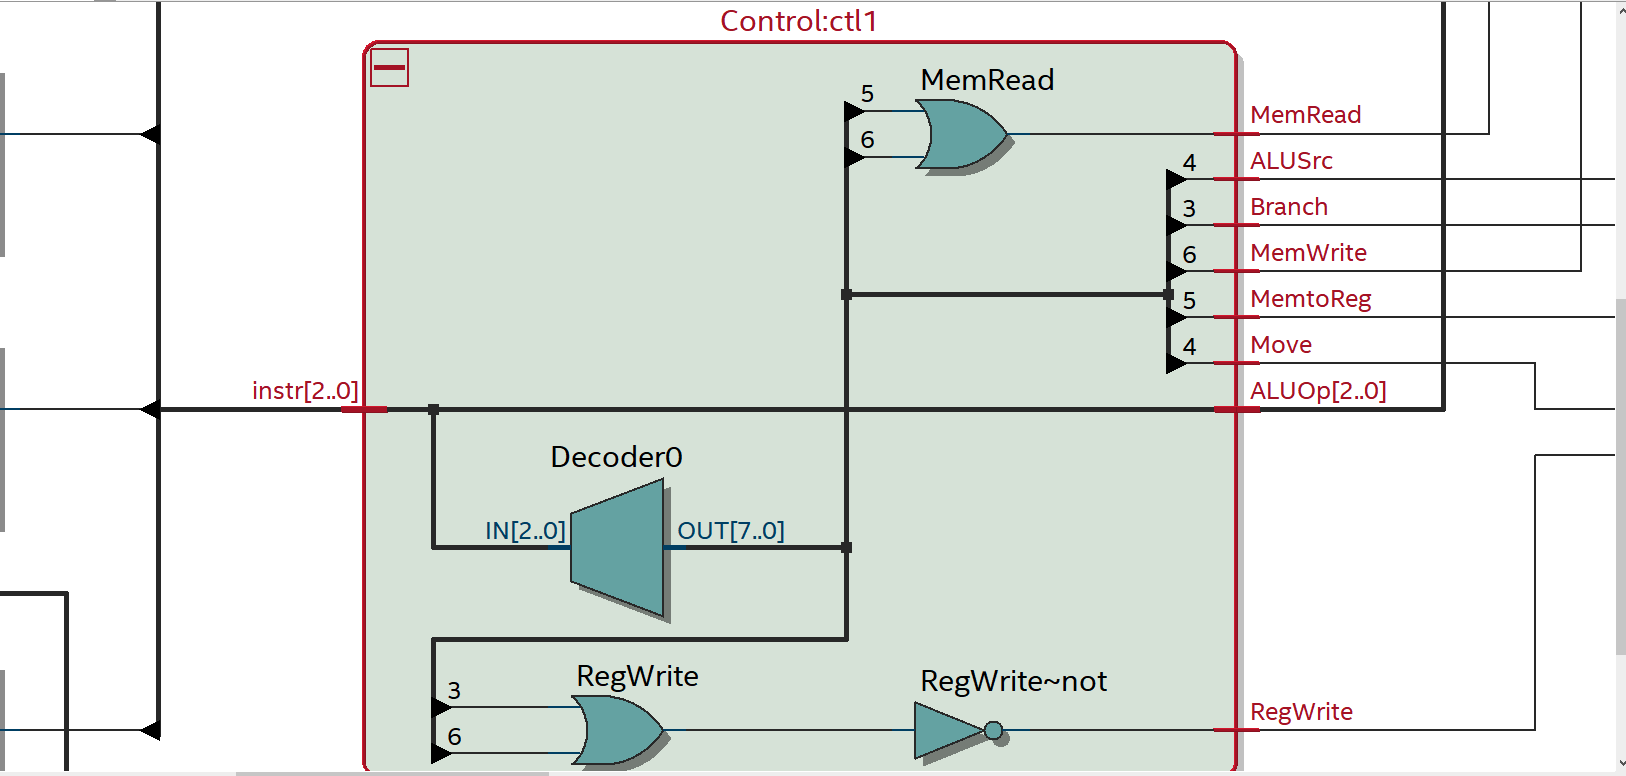 Control:ctl1
MemRead
5
6
MemRead
4
ALUSrc
3
Branch
6
MemWrite
5
MemtoReg
4
Move
instr[2..0]
ALUOp[2..0]
Decoder0
IN[2..0]
OUT[7..0]
RegWrite
3
6
RegWrite~not
RegWrite